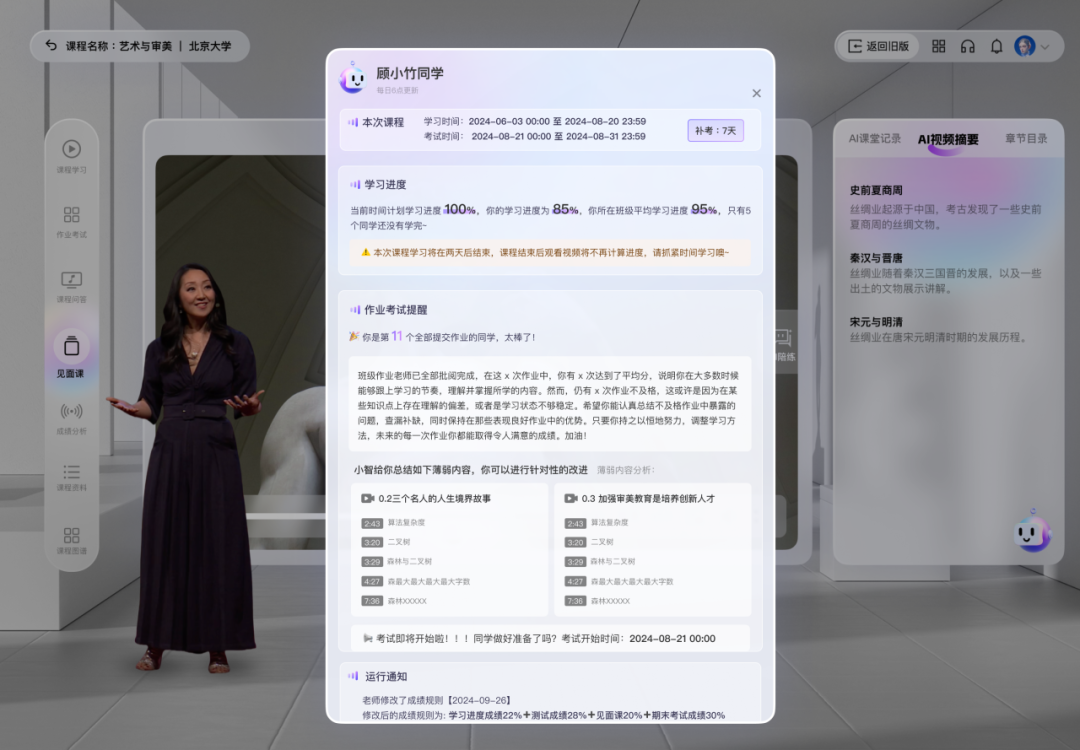 课程名称：艺术与审美 | 北京大学
返回旧版
课程学习
作业考试
课程问答
见面课
成绩分析
课程资料
课程图谱
顾小竹同学
每日6点更新
本次课程
学习时间：2024-06-03 00:00 至 2024-08-20 23:59
考试时间： 2024-08-21 00:00 至 2024-08-31 23:59
补考：7天
学习进度
当前时间计划学习进度 100%，你的学习进度为 85%，你所在班级平均学习进度 95%，只有5
个同学还没有学完~
本次课程学习将在两天后结束，课程结束后观看视频将不再计算进度，请抓紧时间学习噢~
作业考试提醒
你是第 11 个全部提交作业的同学，太棒了！
班级作业老师已全部批阅完成，在这 x 次作业中，你有 x 次达到了平均分，说明你在大多数时候
能够跟上学习的节奏，理解并掌握所学的内容。然而，仍有 x 次作业不及格，这或许是因为在某
些知识点上存在理解的偏差，或者是学习状态不够稳定。希望你能认真总结不及格作业中暴露的
问题，查漏补缺，同时保持在那些表现良好作业中的优势。只要你持之以恒地努力，调整学习方
法，未来的每一次作业你都能取得令人满意的成绩。加油！
小智给你总结如下薄弱内容，你可以进行针对性的改进 薄弱内容分析：
0.2三个名人的人生境界故事
2:43 算法复杂度
3:20 二叉树
3:29 森林与二叉树
4:27 森最大最大最大最大字数
7:36 森林XXXXX
0.3 加强审美教育是培养创新人才
2:43 算法复杂度
3:20 二叉树
3:29 森林与二叉树
4:27 森最大最大最大最大字数
7:36 森林XXXXX
考试即将开始啦！！！同学做好准备了吗？考试开始时间：2024-08-21 00:00
运行通知
老师修改了成绩规则【2024-09-26】
修改后的成绩规则为: 学习进度成绩22%+测试成绩28%+见面课20%+期末考试成绩30%
陪练
AI课堂记录 AI视频摘要 章节目录
史前夏商周
丝绸业起源于中国，考古发现了一些史前
夏商周的丝绸文物。
秦汉与晋唐
丝绸业随着秦汉三国晋的发展，以及一些
出土的文物展示讲解。
宋元与明清
丝绸业在唐宋元明清时期的发展历程。